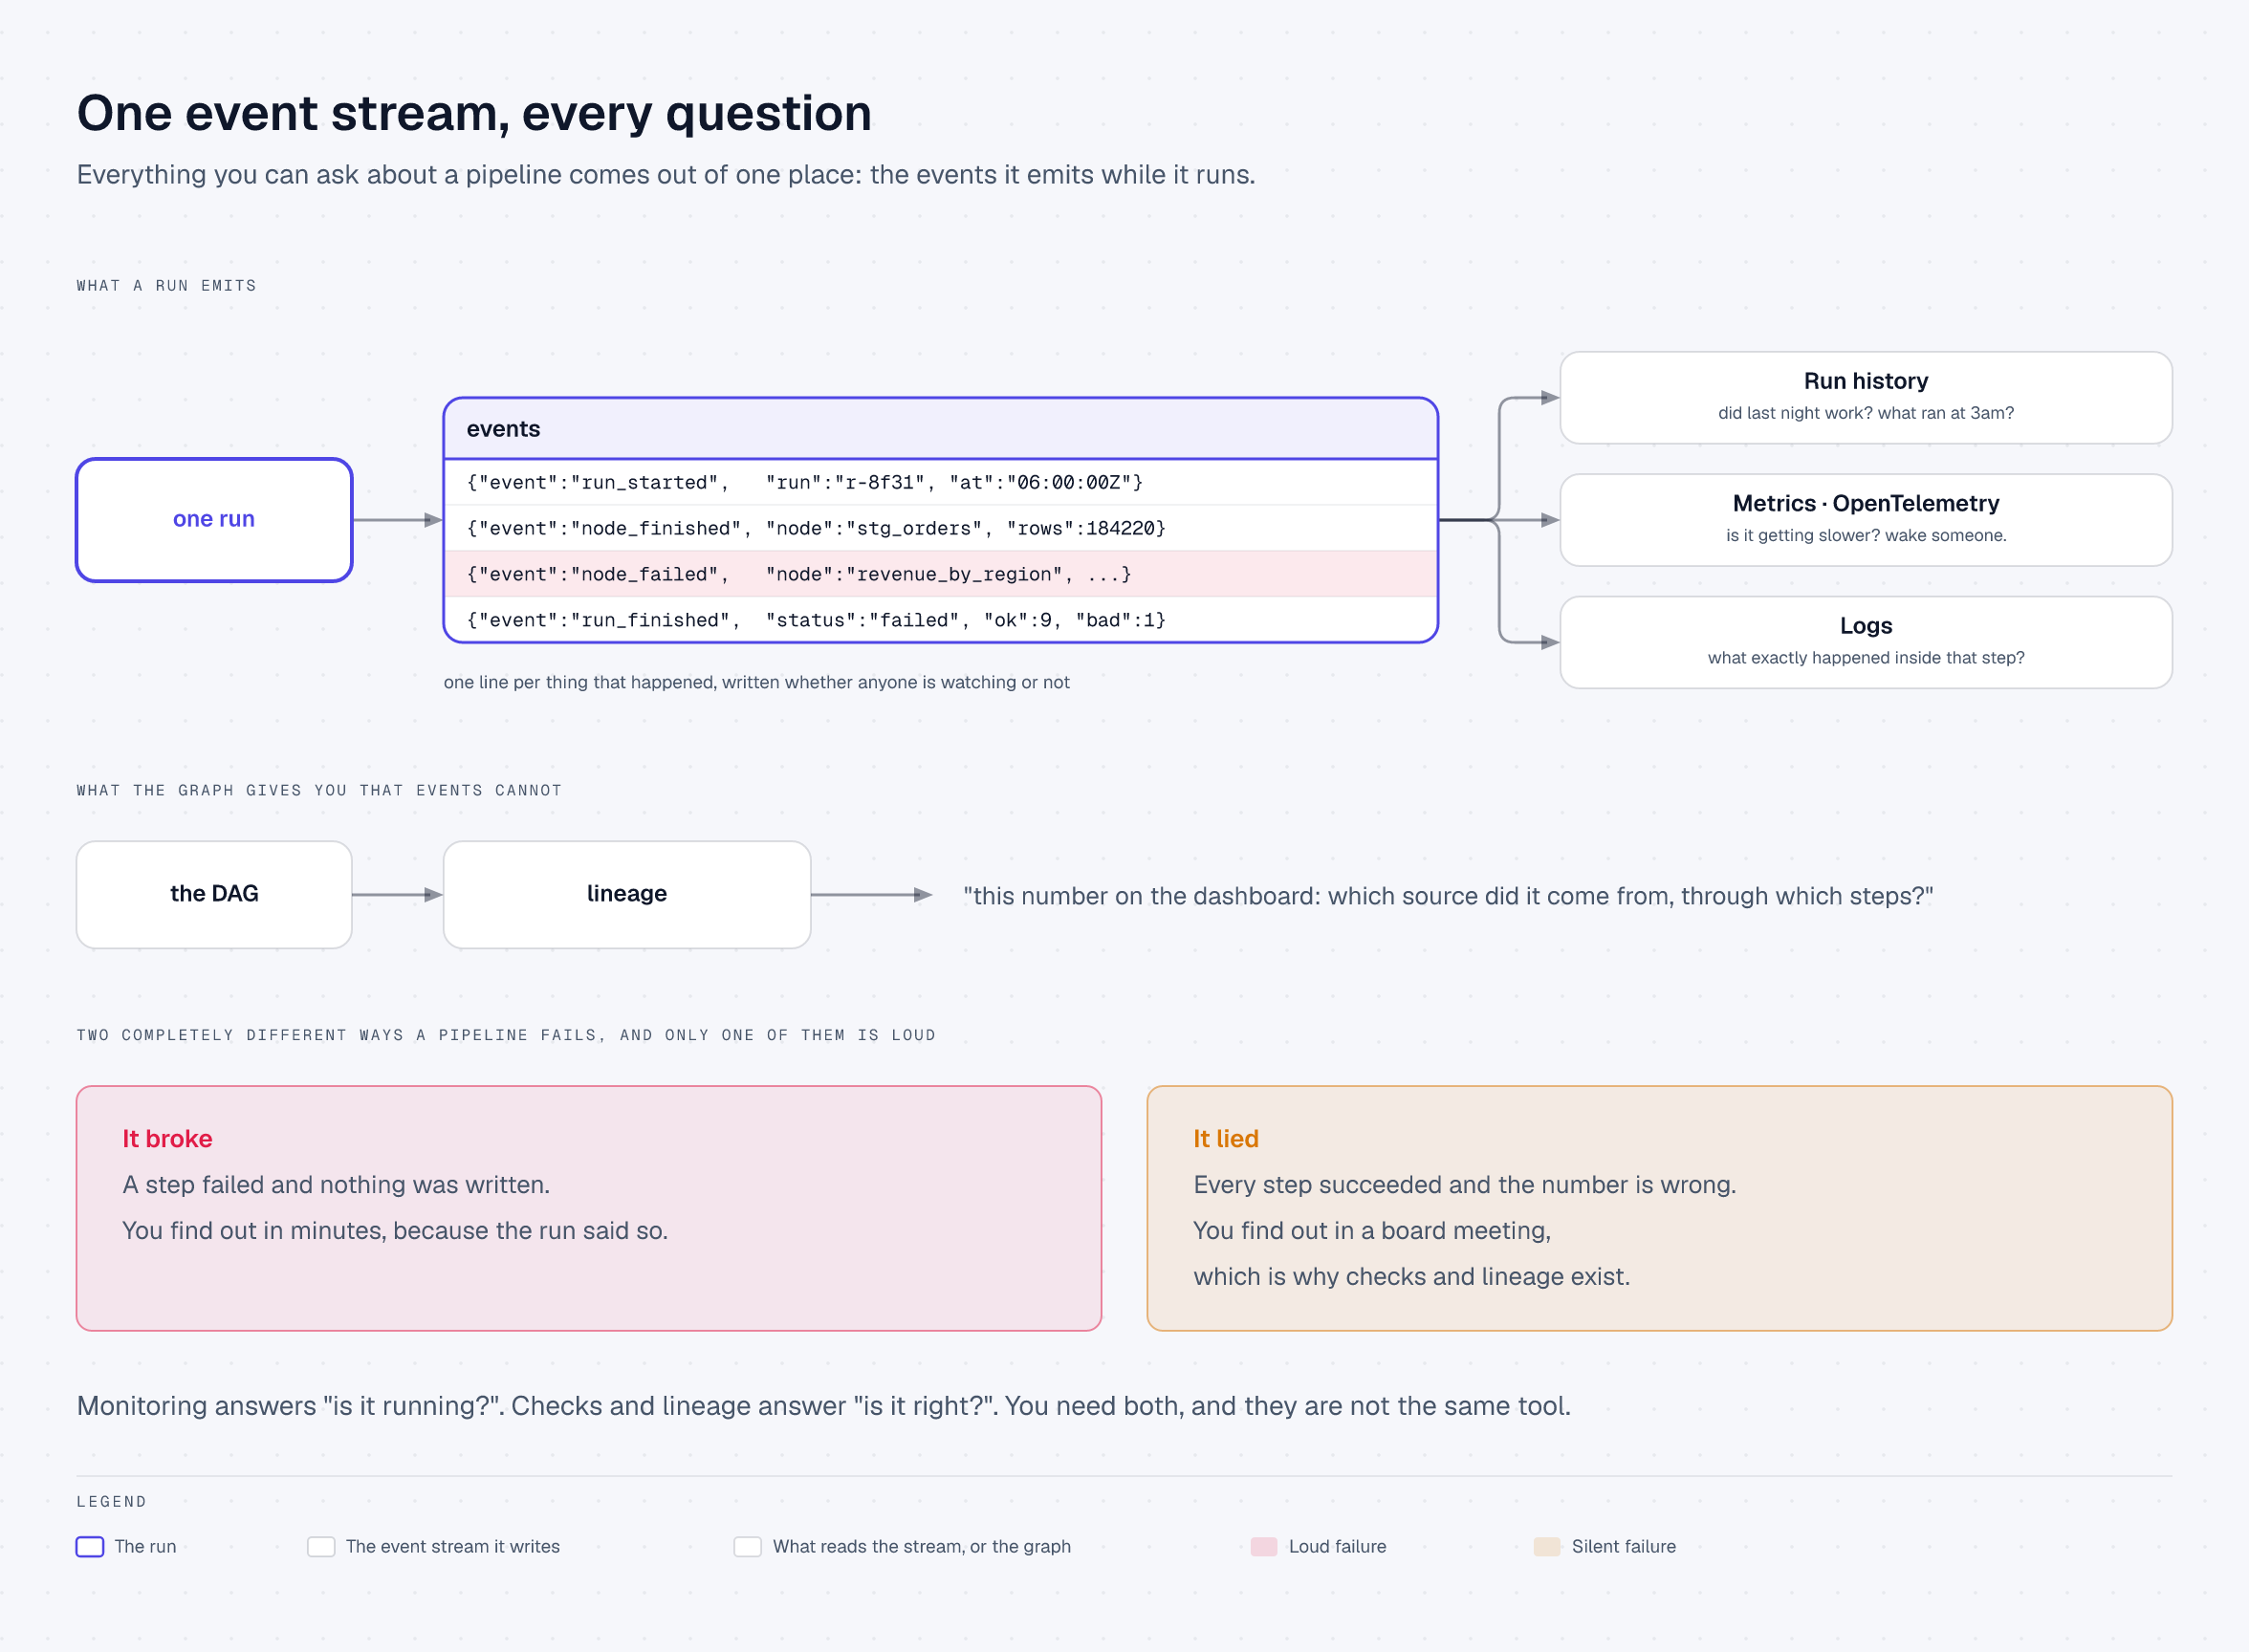 One event stream, every question
Everything you can ask about a pipeline comes out of one place: the events it emits while it runs.
WHAT A RUN EMITS
one run
events
{"event":"run_started",   "run":"r-8f31", "at":"06:00:00Z"}
{"event":"node_finished", "node":"stg_orders", "rows":184220}
{"event":"node_failed",   "node":"revenue_by_region", ...}
{"event":"run_finished",  "status":"failed", "ok":9, "bad":1}
one line per thing that happened, written whether anyone is watching or not
Run history
did last night work? what ran at 3am?
Metrics · OpenTelemetry
is it getting slower? wake someone.
Logs
what exactly happened inside that step?
WHAT THE GRAPH GIVES YOU THAT EVENTS CANNOT
the DAG
lineage
"this number on the dashboard: which source did it come from, through which steps?"
TWO COMPLETELY DIFFERENT WAYS A PIPELINE FAILS, AND ONLY ONE OF THEM IS LOUD
It broke
A step failed and nothing was written.
You find out in minutes, because the run said so.
It lied
Every step succeeded and the number is wrong.
You find out in a board meeting,
which is why checks and lineage exist.
Monitoring answers "is it running?". Checks and lineage answer "is it right?". You need both, and they are not the same tool.
LEGEND
The run
The event stream it writes
What reads the stream, or the graph
Loud failure
Silent failure